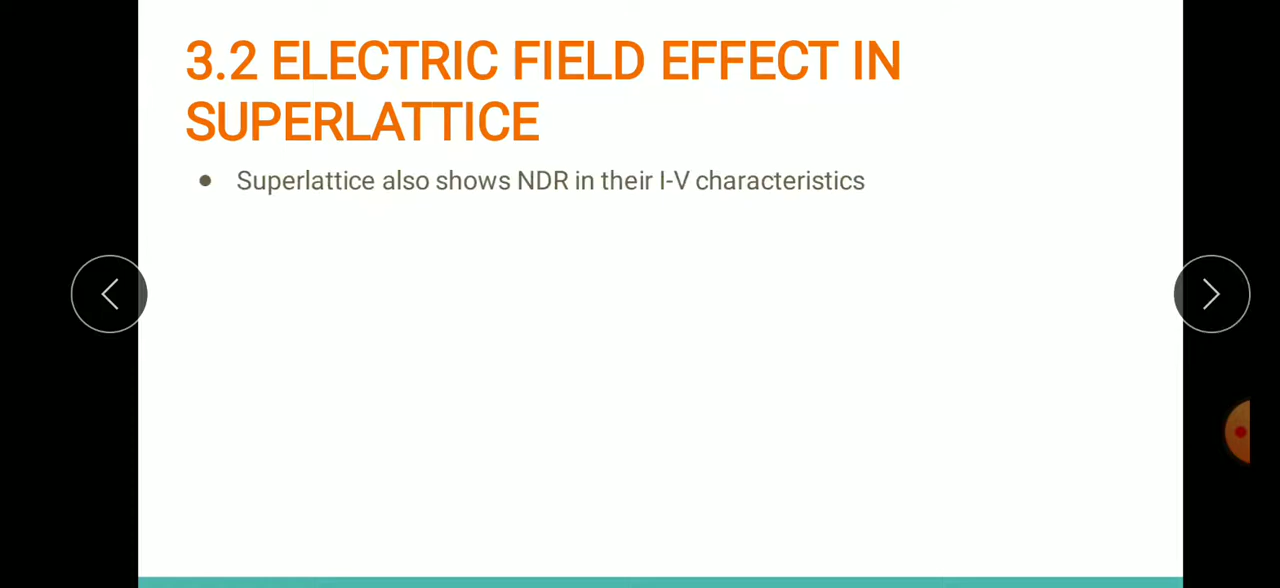 3.2 ELECTRIC FIELD EFFECT IN
SUPERLATTICE
● Superlattice also shows NDR in their I-V characteristics